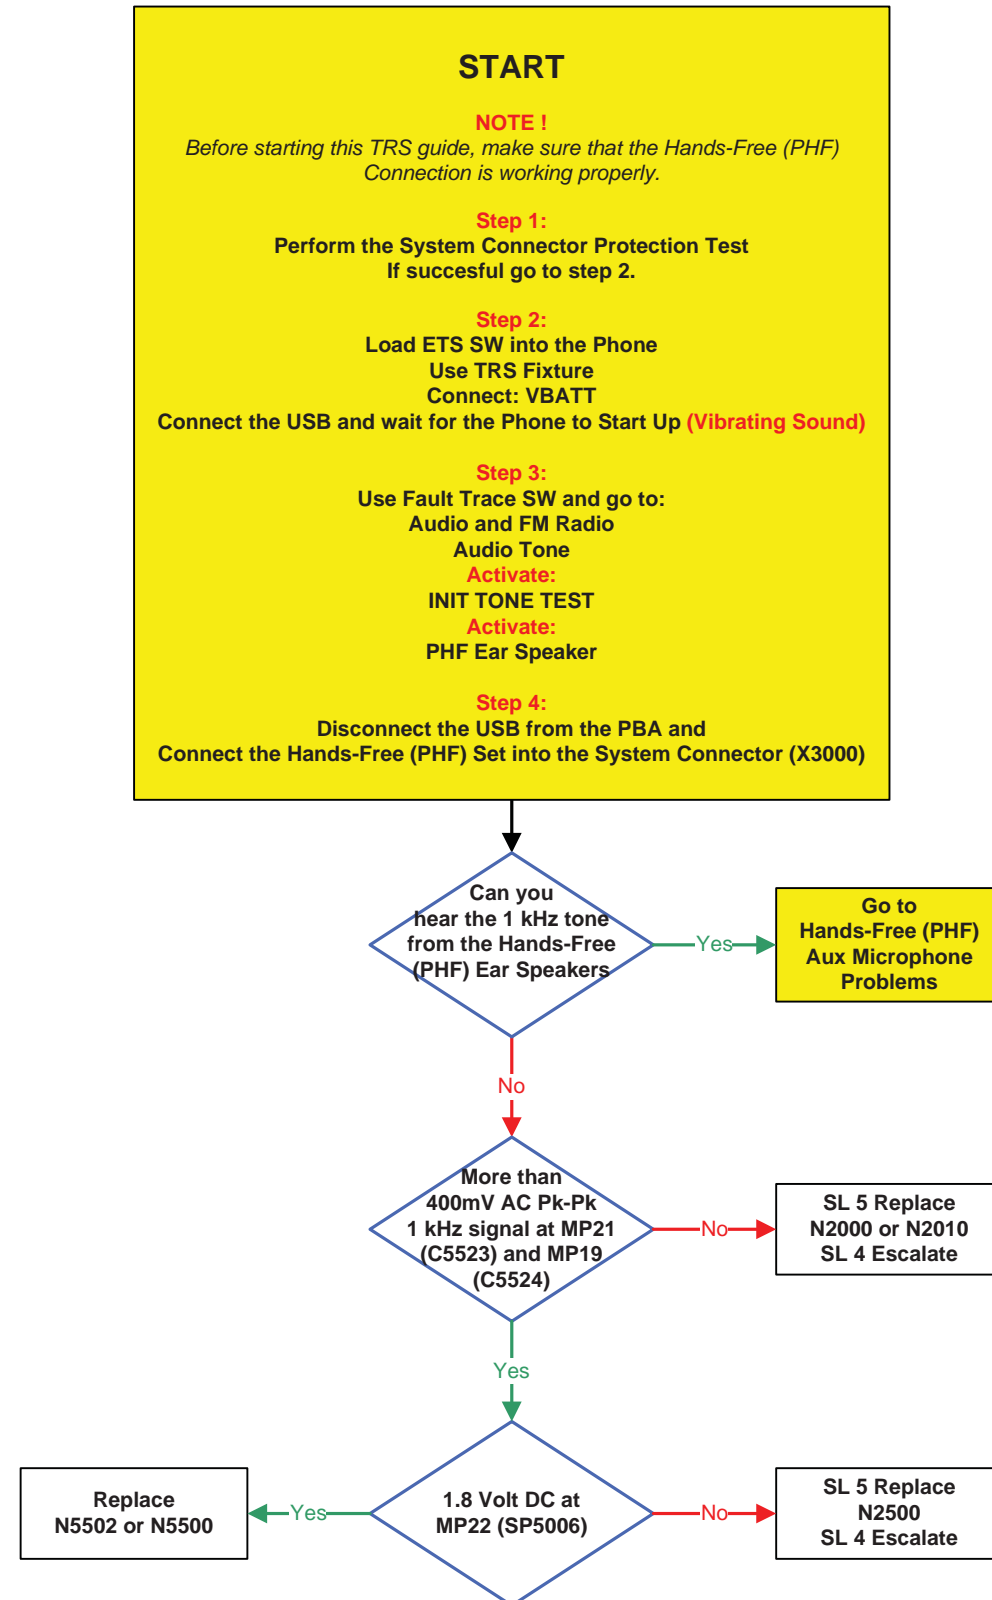 START
NOTE !
Before starting this TRS guide, make sure that the Hands-Free (PHF)
Connection is working properly.
Step 1:
Perform the System Connector Protection Test
If succesful go to step 2.
Step 2:
Load ETS SW into the Phone
Use TRS Fixture
Connect: VBATT
Connect the USB and wait for the Phone to Start Up (Vibrating Sound)
Step 3:
Use Fault Trace SW and go to:
Audio and FM Radio
Audio Tone
Activate:
INIT TONE TEST
Activate:
PHF Ear Speaker
Step 4:
Disconnect the USB from the PBA and
Connect the Hands-Free (PHF) Set into the System Connector (X3000)
Can you
hear the 1 kHz tone
from the Hands-Free
(PHF) Ear Speakers
Yes
Go to
Hands-Free (PHF)
Aux Microphone
Problems
No
More than
400mV AC Pk-Pk
1 kHz signal at MP21
(C5523) and MP19
(C5524)
No
SL 5 Replace
N2000 or N2010
SL 4 Escalate
Yes
Replace
N5502 or N5500
Yes
1.8 Volt DC at
MP22 (SP5006)
No
SL 5 Replace
N2500
SL 4 Escalate